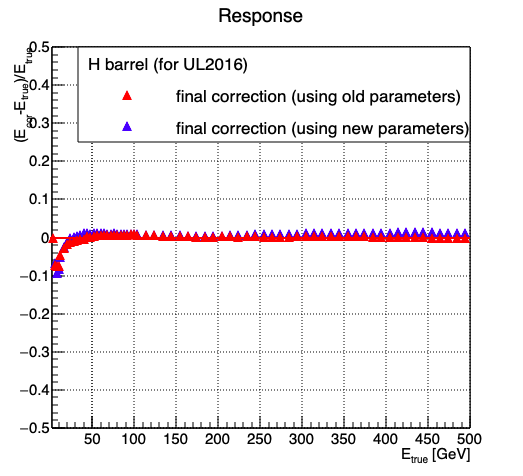 Response
(E_corr-E_true)/E_true
H barrel (for UL2016)
final correction (using old parameters)
final correction (using new parameters)
0.5
0.4
0.3
0.2
0.1
0
−0.1
−0.2
−0.3
−0.4
−0.5
50 100 150 200 250 300 350 400 450 500
E_true [GeV]